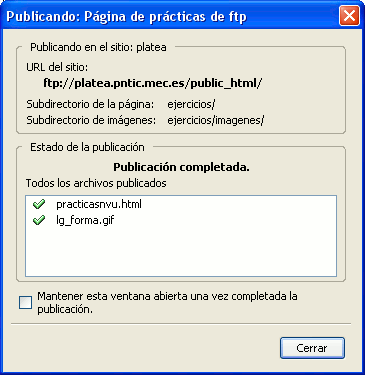 Publicando: Página de prácticas de ftp
Publicando en el sitio: platea
URL del sitio:
ftp://platea.pntic.mec.es/public_html/
Subdirectorio de la página: ejercicios/
Subdirectorio de imágenes: ejercicios/imagenes/
Estado de la publicación
Publicación completada.
Todos los archivos publicados
practicasnvu.html
lg_forma.gif
Mantener esta ventana abierta una vez completada la
publicación.
Cerrar